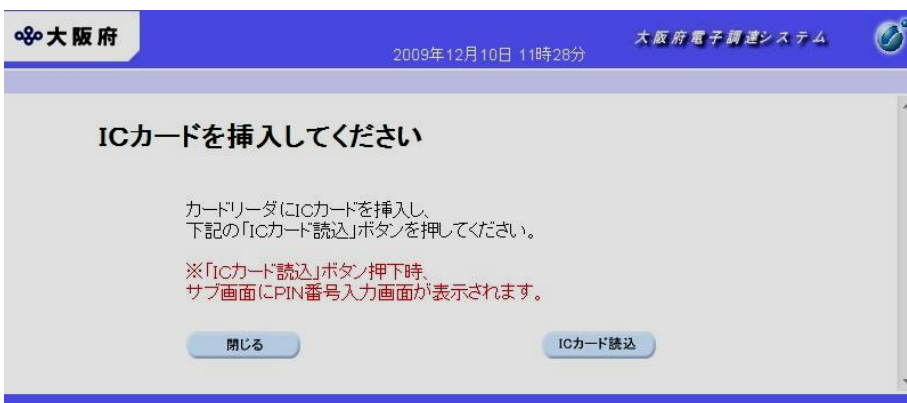 大阪府
2009年12月10日 11時28分
大阪府電子調達システム
ICカードを挿入してください
カードリーダにICカードを挿入し、
下記の「ICカード読込」ボタンを押してください。
※「ICカード読込」ボタン押下時、
サブ画面にPIN番号入力画面が表示されます。
閉じる
ICカード読込